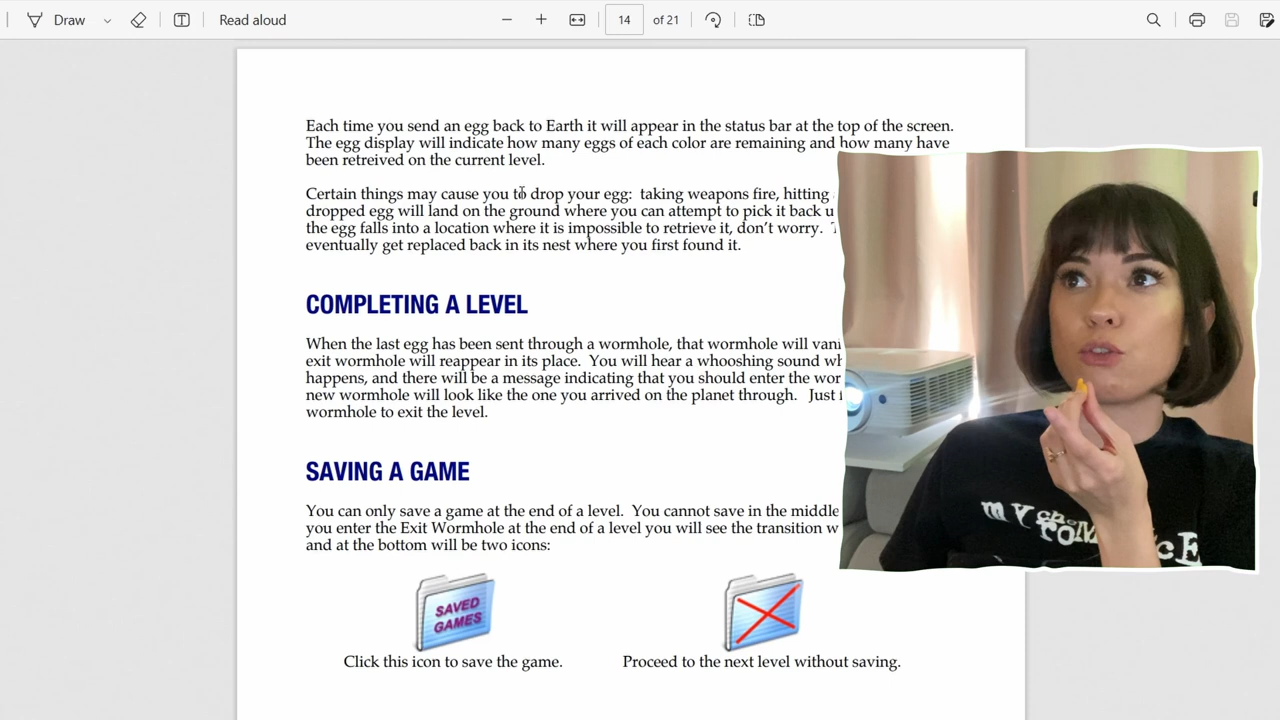 Draw
Read aloud
14 of 21
Each time you send an egg back to Earth it will appear in the status bar at the top of the screen.
The egg display will indicate how many eggs of each color are remaining and how many have
been retreived on the current level.
Certain things may cause you to drop your egg: taking weapons fire, hitting
dropped egg will land on the ground where you can attempt to pick it back u
the egg falls into a location where it is impossible to retrieve it, don't worry.
eventually get replaced back in its nest where you first found it.
COMPLETING A LEVEL
When the last egg has been sent through a wormhole, that wormhole will vani
exit wormhole will reappear in its place. You will hear a whooshing sound wh
happens, and there will be a message indicating that you should enter the wor
new wormhole will look like the one you arrived on the planet through. Just
wormhole to exit the level.
SAVING A GAME
You can only save a game at the end of a level. You cannot save in the middle
you enter the Exit Wormhole at the end of a level you will see the transition w
and at the bottom will be two icons:
SAVED
GAMES
Click this icon to save the game.
Proceed to the next level without saving.
my che
roM cE